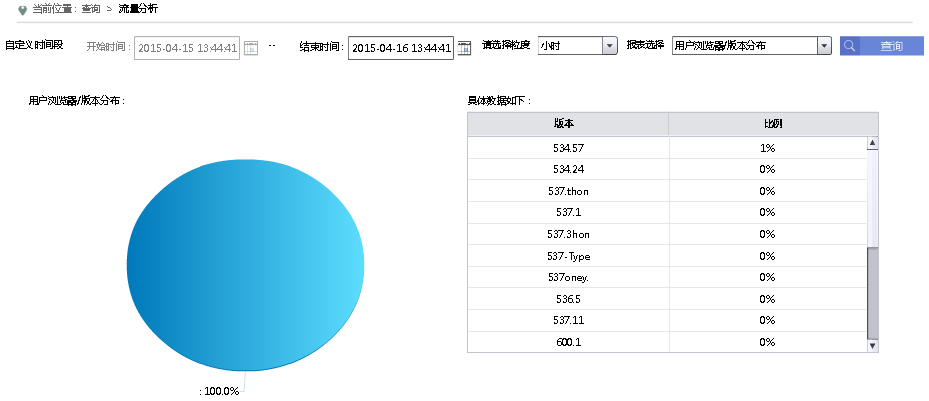 当前位置：查询 > 流量分析
自定义时间段 开始时间：2015-04-15 13:44:41 -- 结束时间：2015-04-16 13:44:41 请选择粒度 小时 报表选择 用户浏览器/版本分布 查询
用户浏览器/版本分布：
: 100.0%
具体数据如下：
版本 比例
534.57 1%
534.24 0%
537.thon 0%
537.1 0%
537.3hon 0%
537-Type 0%
537oney. 0%
536.5 0%
537.11 0%
600.1 0%